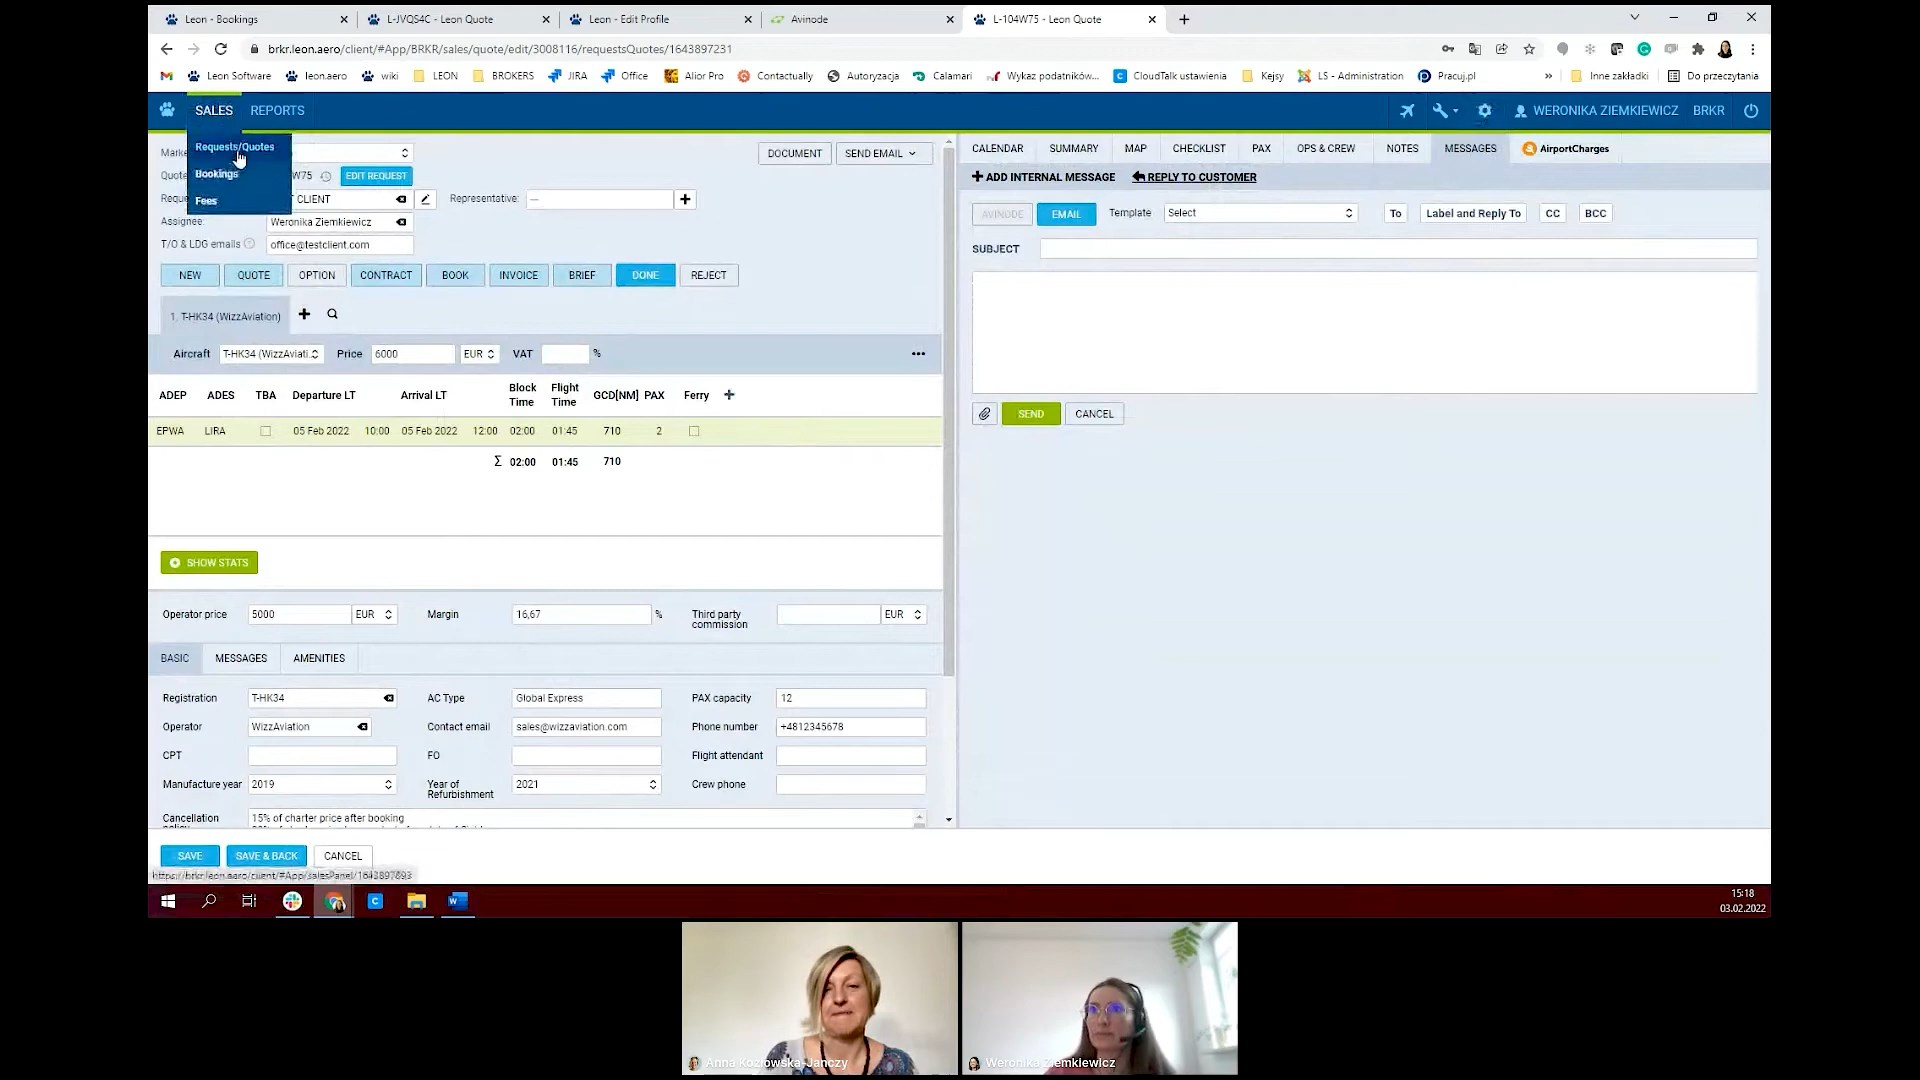 Leon - Bookings
L-JVQS4C - Leon Quote
Leon - Edit Profile
Avinode
L-104W75 - Leon Quote
brkr.leon.aero/client/#App/BRKR/sales/quote/edit/3008116/requestsQuotes/1643897231
Leon Software
leon.aero
wiki
LEON
BROKERS
JIRA
Office
Alior Pro
Contactually
Autoryzacja
Calamari
Wykaz podatników...
CloudTalk ustawienia
Kejsy
LS - Administration
Pracuj.pl
»
Inne zakładki
Do przeczytania
SALES
REPORTS
WERONIKA ZIEMKIEWICZ
BRKR
Requests/Quotes
Bookings
Fees
Marke
DOCUMENT
SEND EMAIL
Quote
W75
EDIT REQUEST
Reque
CLIENT
Representative:
—
Assignee:
Weronika Ziemkiewicz
T/O & LDG emails
office@testclient.com
NEW
QUOTE
OPTION
CONTRACT
BOOK
INVOICE
BRIEF
DONE
REJECT
1. T-HK34 (WizzAviation)
Aircraft
T-HK34 (WizzAviati.
Price
6000
EUR
VAT
%
ADEP
ADES
TBA
Departure LT
Arrival LT
Block Time
Flight Time
GCD[NM]
PAX
Ferry
EPWA
LIRA
05 Feb 2022
10:00
05 Feb 2022
12:00
02:00
01:45
710
2
Σ
02:00
01:45
710
SHOW STATS
Operator price
5000
EUR
Margin
16,67
%
Third party commission
EUR
BASIC
MESSAGES
AMENITIES
Registration
T-HK34
AC Type
Global Express
PAX capacity
12
Operator
WizzAviation
Contact email
sales@wizzaviation.com
Phone number
+4812345678
CPT
FO
Flight attendant
Manufacture year
2019
Year of Refurbishment
2021
Crew phone
Cancellation
15% of charter price after booking
SAVE
SAVE & BACK
CANCEL
CALENDAR
SUMMARY
MAP
CHECKLIST
PAX
OPS & CREW
NOTES
MESSAGES
AirportCharges
ADD INTERNAL MESSAGE
REPLY TO CUSTOMER
AVINODE
EMAIL
Template
Select
To
Label and Reply To
CC
BCC
SUBJECT
SEND
CANCEL
15:18
03.02.2022
Anna Kozłowska-Janczy
Weronika Ziemkiewicz